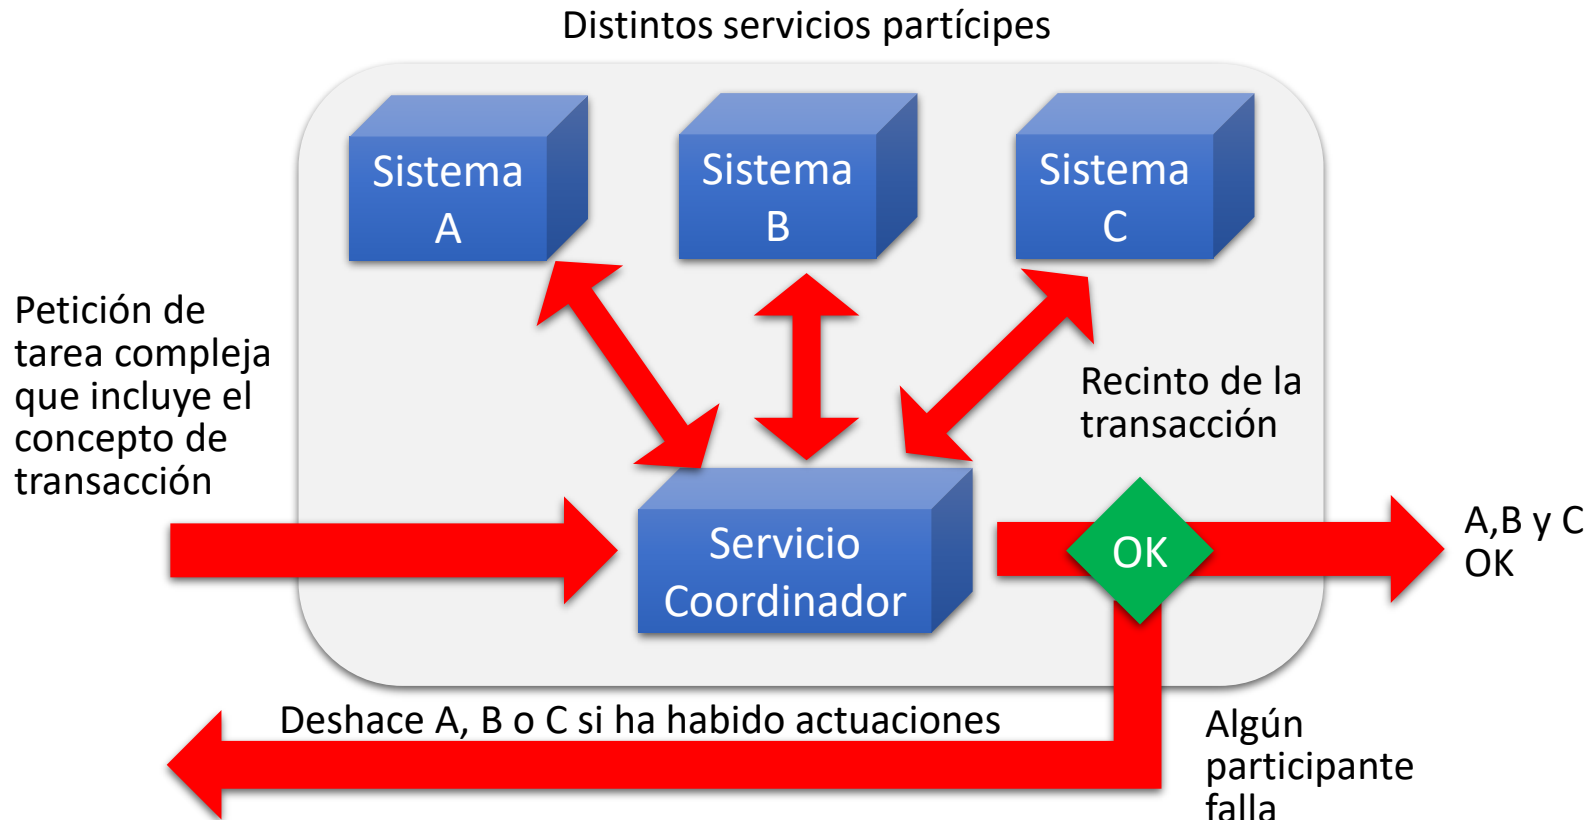 Distintos servicios partícipes
Sistema
A
Sistema
B
Sistema
C
Petición de
tarea compleja
que incluye el
concepto de
transacción
Recinto de la
transacción
Servicio
Coordinador
OK
A,B y C
OK
Deshace A, B o C si ha habido actuaciones
Algún
participante
falla